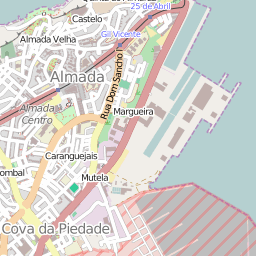 25 de Abril
Castelo
Gil Vicente
Almada Velha
Almada
Rua Dom Sancho I
Almada
Centro
Margueira
Caranguejais
Mutela
Cova da Piedade